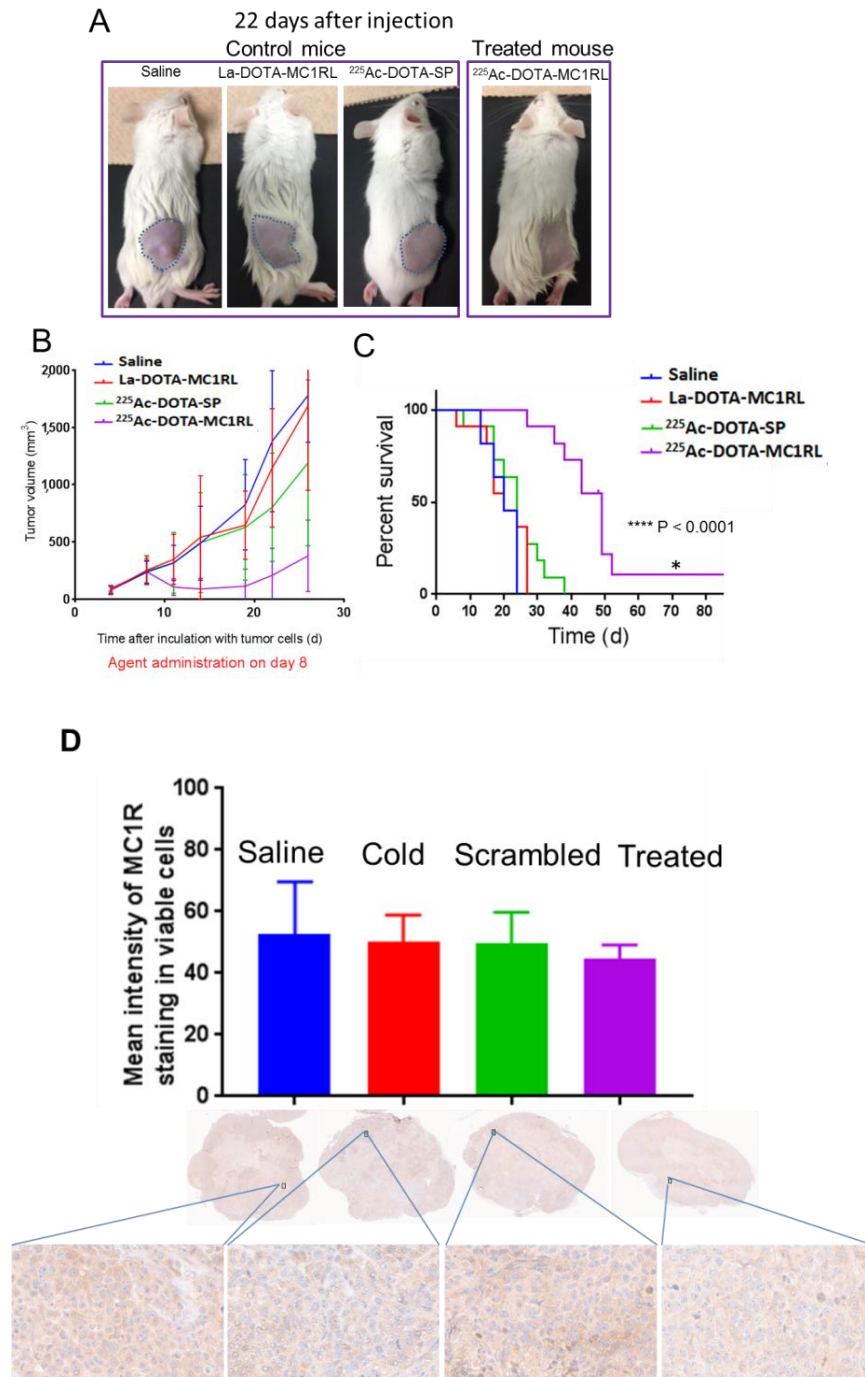 A
22 days after injection
Control mice
Treated mouse
Saline
La-DOTA-MC1RL
²²⁵Ac-DOTA-SP
²²⁵Ac-DOTA-MC1RL
B
Saline
La-DOTA-MC1RL
²²⁵Ac-DOTA-SP
²²⁵Ac-DOTA-MC1RL
Tumor volume (mm³)
2,000
1500
1000
500
0
0
10
20
30
Time after inculation with tumor cells (d)
Agent administration on day 8
C
Saline
La-DOTA-MC1RL
²²⁵Ac-DOTA-SP
²²⁵Ac-DOTA-MC1RL
Percent survival
100
50
0
**** P < 0.0001
*
0
10
20
30
40
50
60
70
80
Time (d)
D
Mean intensity of MC1R
staining in viable cells
100
80
60
40
20
0
Saline
Cold
Scrambled
Treated